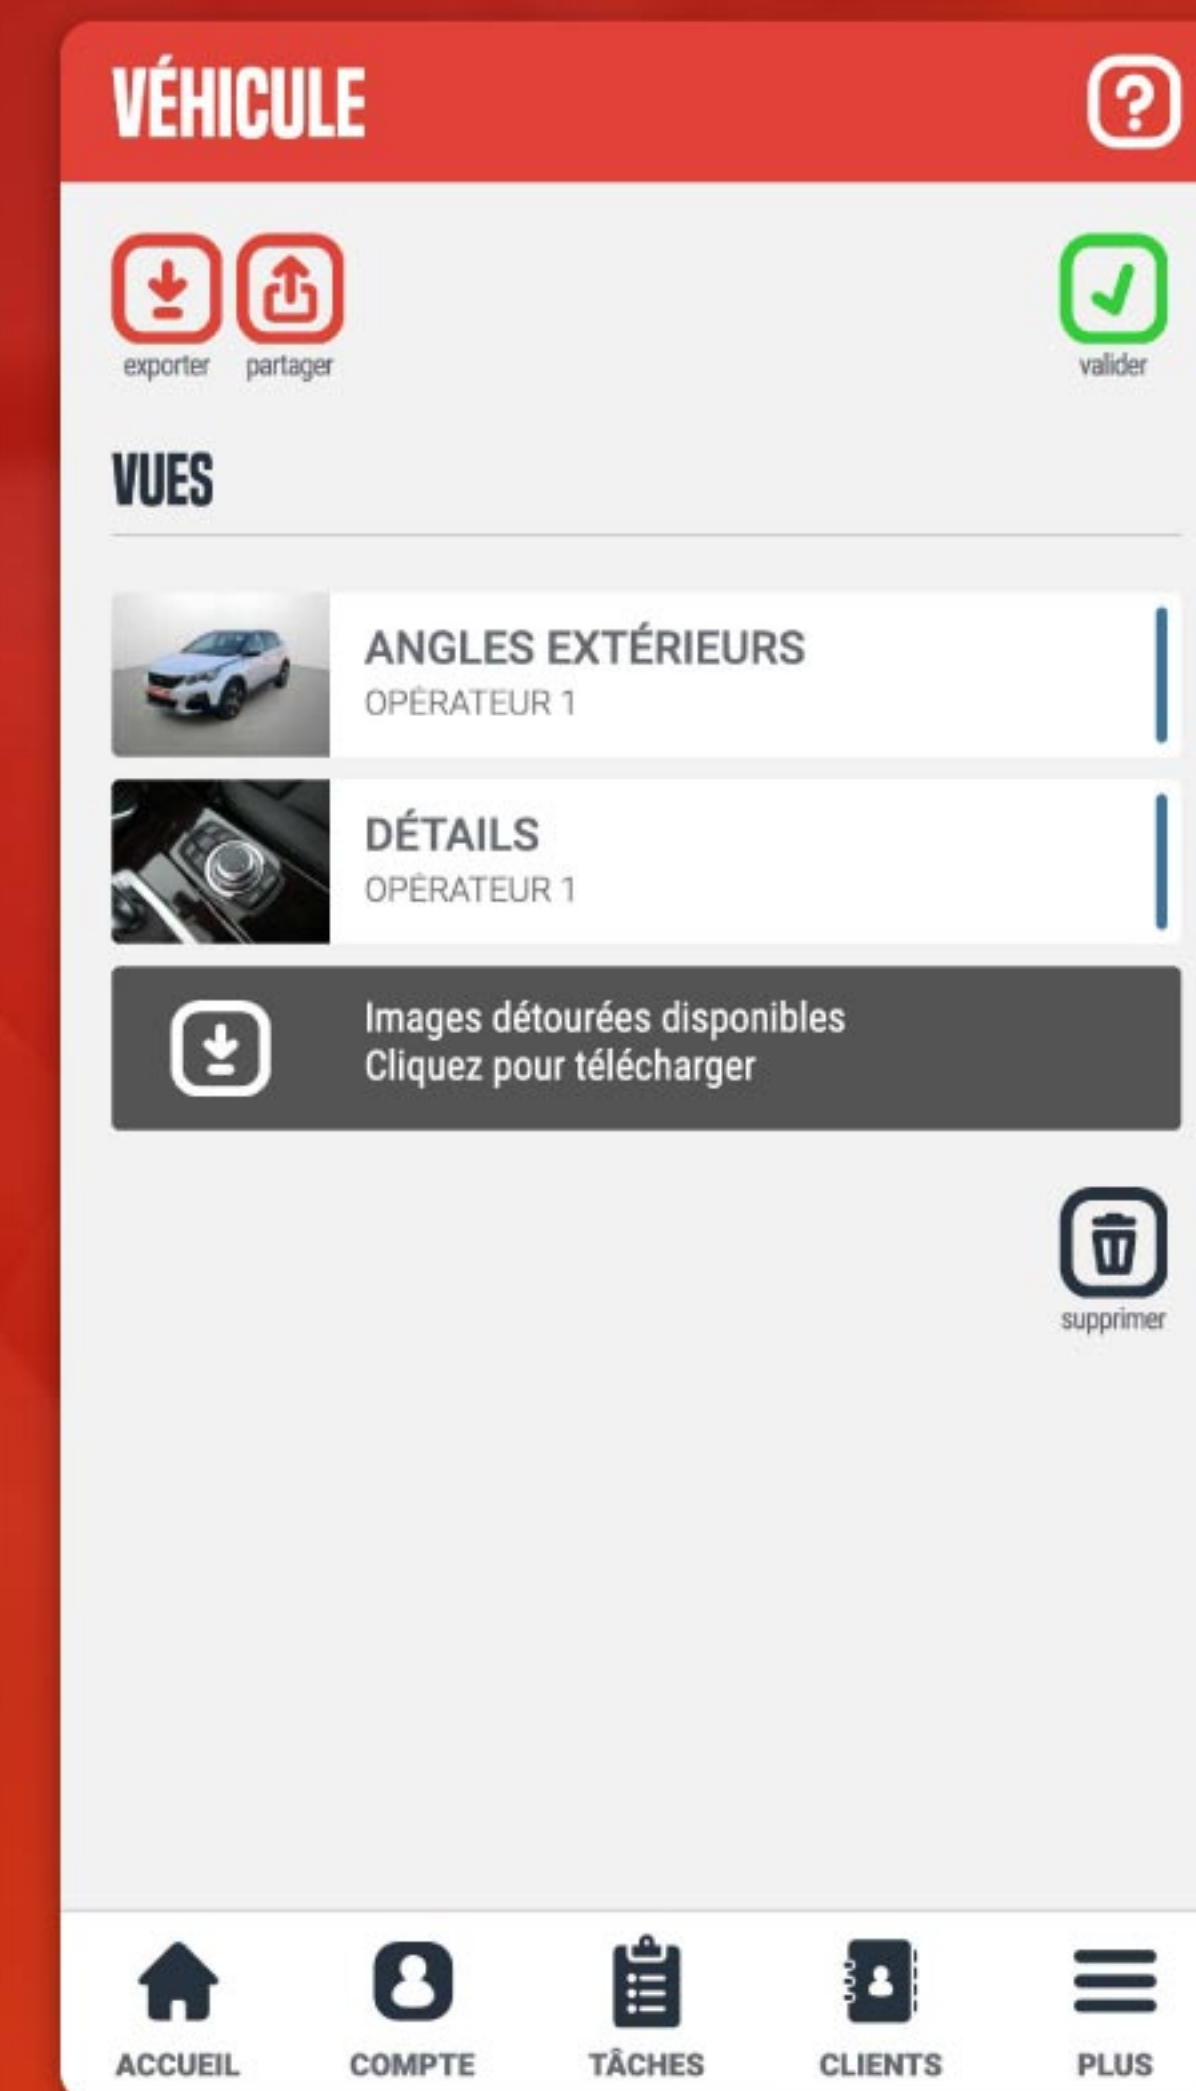 VÉHICULE
exporter partager valider
VUES
ANGLES EXTÉRIEURS
OPÉRATEUR 1
DÉTAILS
OPÉRATEUR 1
Images détourées disponibles
Cliquez pour télécharger
supprimer
ACCUEIL COMPTE TÂCHES CLIENTS PLUS